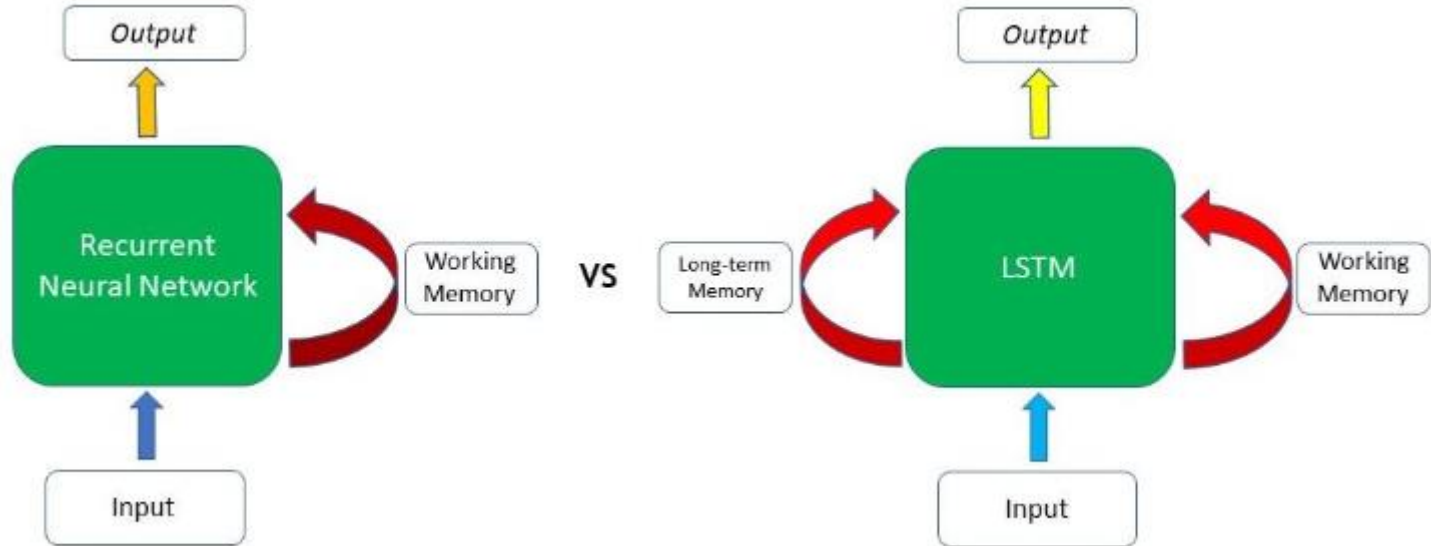 Output
Recurrent
Neural Network
Working
Memory
Input
VS
Output
Long-term
Memory
LSTM
Working
Memory
Input